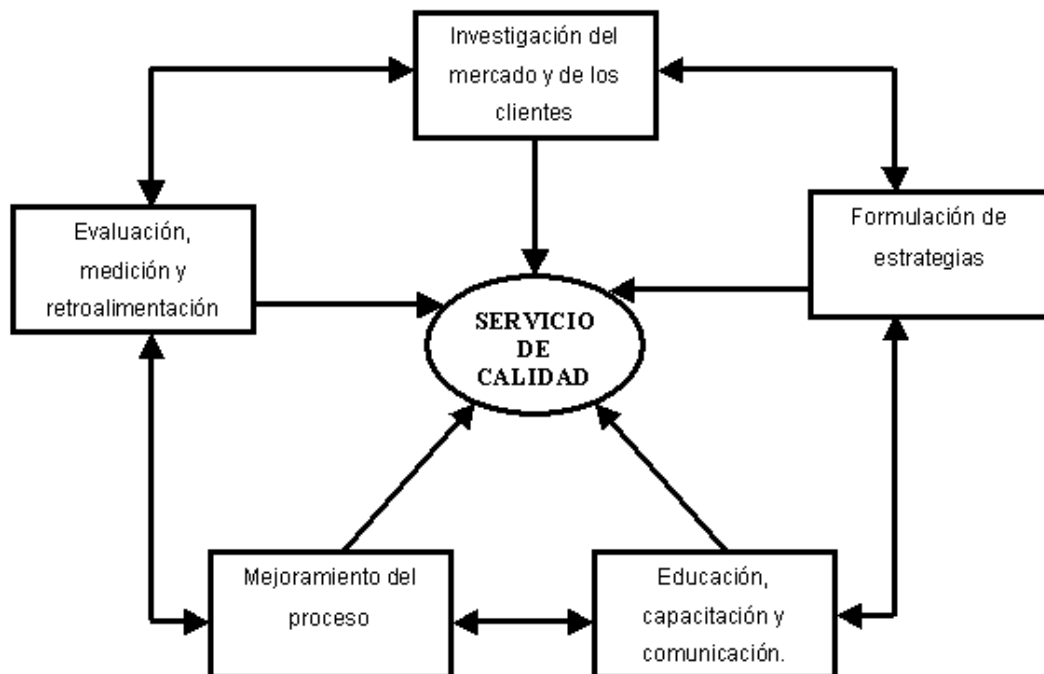 Investigación del
mercado y de los
clientes
Evaluación,
medición y
retroalimentación
Formulación de
estrategias
SERVICIO
DE
CALIDAD
Mejoramiento del
proceso
Educación,
capacitación y
comunicación.